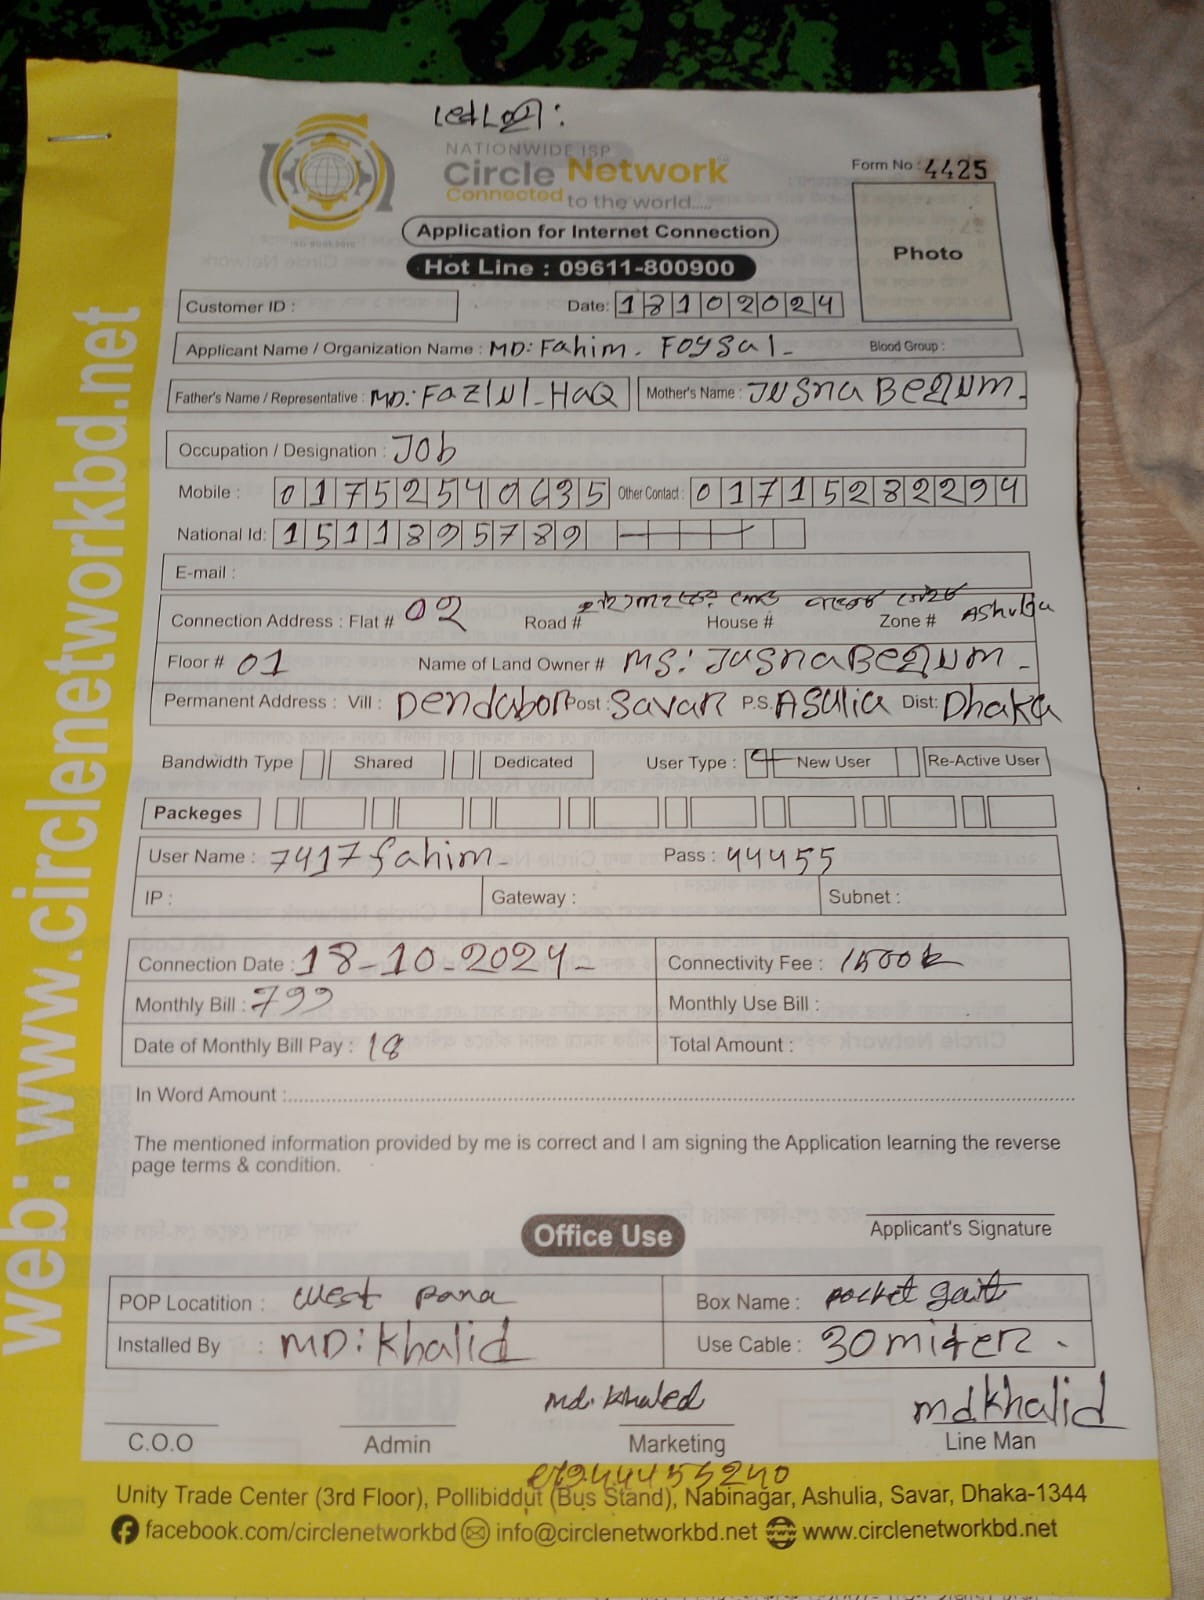 NATIONWIDE ISP
Circle Network
Connected to the world.....
Form No : 4425
Application for Internet Connection
Hot Line : 09611-800900
Photo
Customer ID :
Date: 18102024
Applicant Name / Organization Name : MD: Fahim. Foysal-
Blood Group :
Father's Name / Representative : MD: Fazlul-HaQ
Mother's Name : Jusna Begum.
Occupation / Designation : Job
Mobile : 01752540635
Other Contact : 01715282294
National Id: 1511895789
E-mail :
Connection Address : Flat # 02 Road # House # Zone # Ashulia
Floor # 01 Name of Land Owner # MS: Jusna Begum -
Permanent Address : Vill : Dendabor Post : Savar P.S. Asulia Dist: Dhaka
Bandwidth Type Shared Dedicated User Type : New User Re-Active User
Packeges
User Name : 7417fahim- Pass : 44455
IP : Gateway : Subnet :
Connection Date : 18-10-2024- Connectivity Fee :
Monthly Bill : 799 Monthly Use Bill :
Date of Monthly Bill Pay : 18 Total Amount :
In Word Amount :
The mentioned information provided by me is correct and I am signing the Application learning the reverse
page terms & condition.
Applicant's Signature
Office Use
POP Locatition : west para Box Name : pocket gait
Installed By : MD: Khalid Use Cable : 30 miter .
md. khaled
md khalid
C.O.O Admin Marketing Line Man
Unity Trade Center (3rd Floor), Pollibiddut (Bus Stand), Nabinagar, Ashulia, Savar, Dhaka-1344
facebook.com/circlenetworkbd info@circlenetworkbd.net www.circlenetworkbd.net
web: www.circlenetworkbd.net